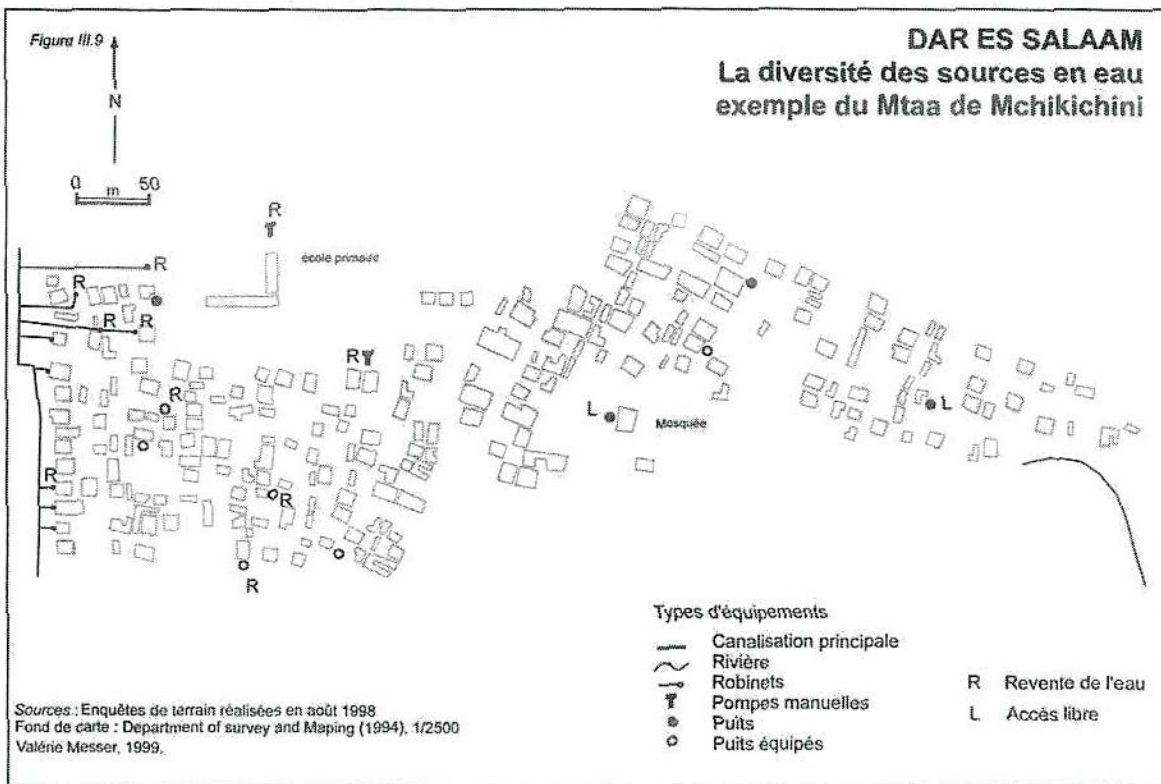 Figure III.9
DAR ES SALAAM
La diversité des sources en eau
exemple du Mtaa de Mchikichini
N
0 m 50
R
école primaire
R
R
R
R
R
R
L
Mosquée
L
R
R
R
Types d'équipements
Canalisation principale
Rivière
Robinets
Pompes manuelles
Puits
Puits équipés
R Revente de l'eau
L Accès libre
Sources : Enquêtes de terrain réalisées en août 1998
Fond de carte : Department of survey and Maping (1994), 1/2500
Valérie Messer, 1999.